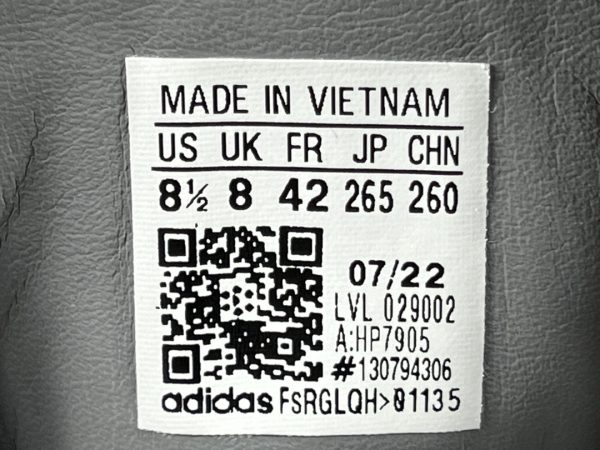 MADE IN VIETNAM
US UK FR JP CHN
8½ 8 42 265 260
07/22
LVL 029002
A:HP7905
#130794306
adidas FsRGLQH>01135